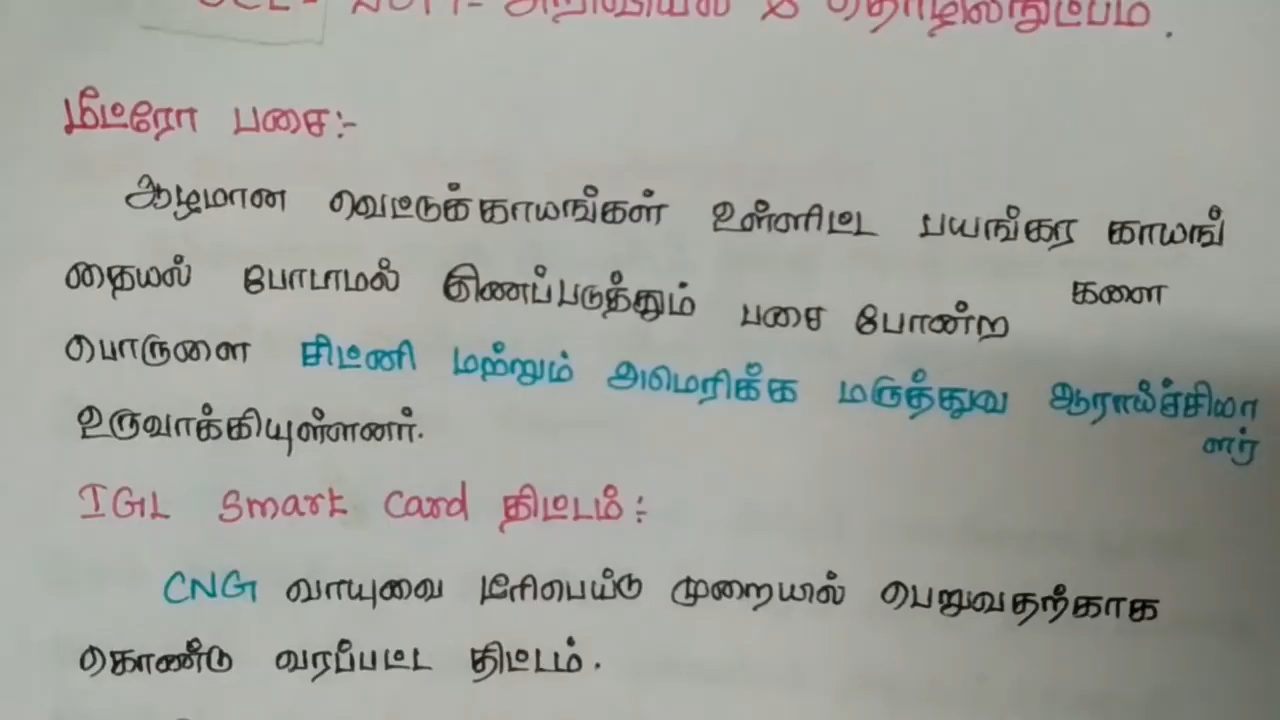 அறிவியல் & தொழில்நுட்பம்.
மீட்ரோ பசை:-
ஆழமான வெட்டுக்காயங்கள் உள்ளிட்ட பயங்கர காயங்
தையல் போடாமல் குணப்படுத்தும் பசை போன்ற களை
பொருளை சிட்னி மற்றும் அமெரிக்க மருத்துவ ஆராய்ச்சியா
ளர்
உருவாக்கியுள்ளனர்.
IGL Smart Card திட்டம்:
CNG வாயுவை ப்ரீபெய்டு முறையில் பெறுவதற்காக
கொண்டு வரப்பட்ட திட்டம்.